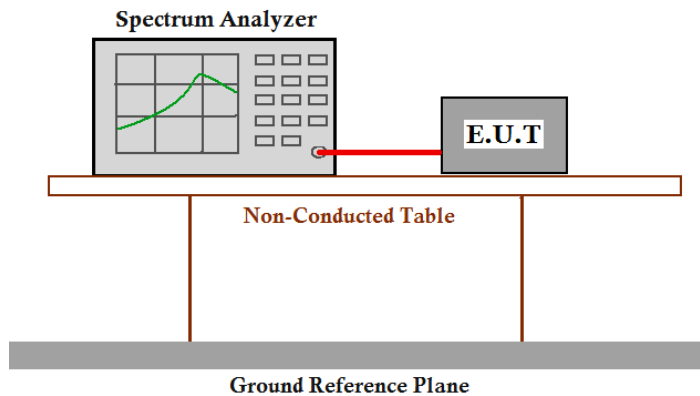 Spectrum Analyzer
E.U.T
Non-Conducted Table
Ground Reference Plane